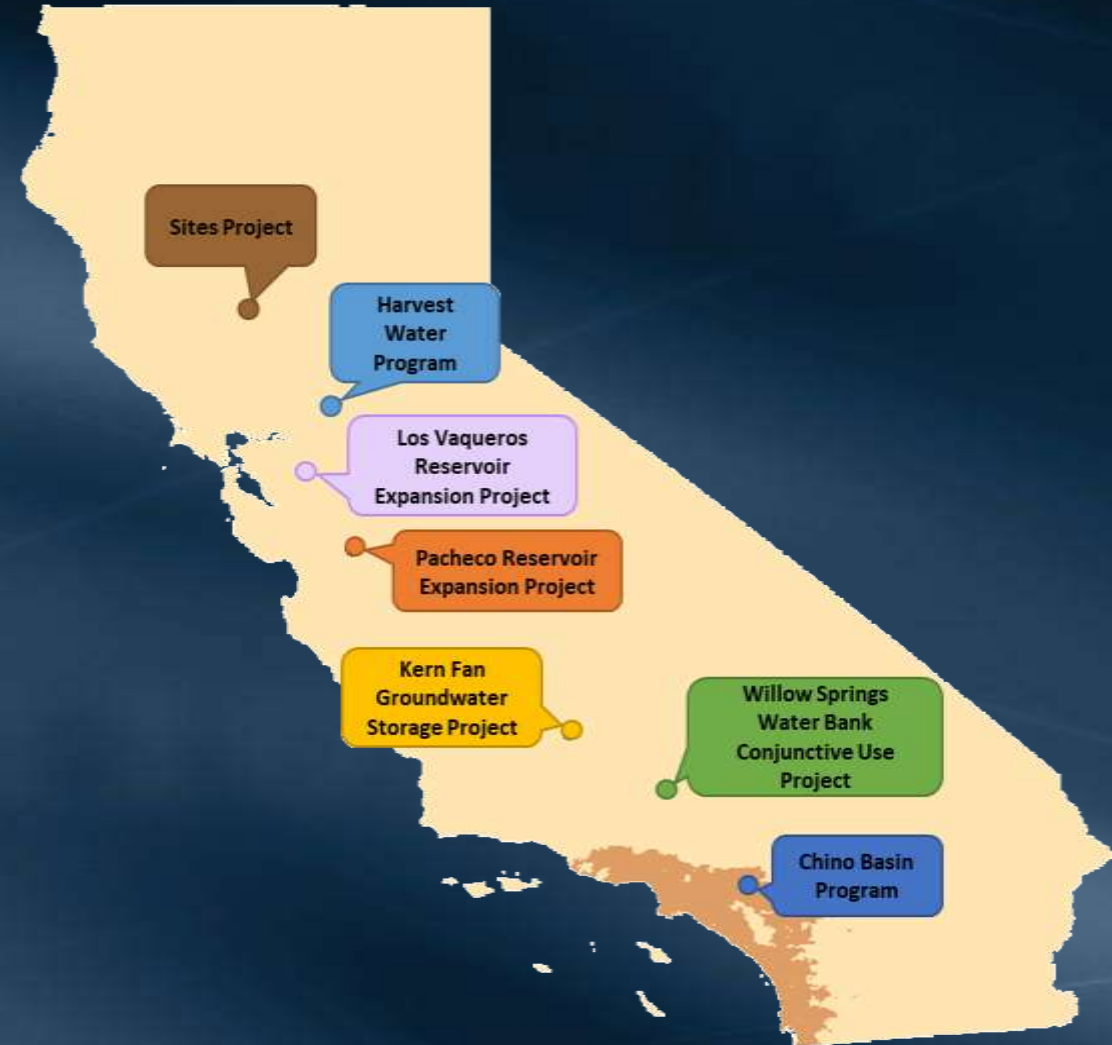 Sites Project
Harvest
Water
Program
Los Vaqueros
Reservoir
Expansion Project
Pacheco Reservoir
Expansion Project
Kern Fan
Groundwater
Storage Project
Willow Springs
Water Bank
Conjunctive Use
Project
Chino Basin
Program